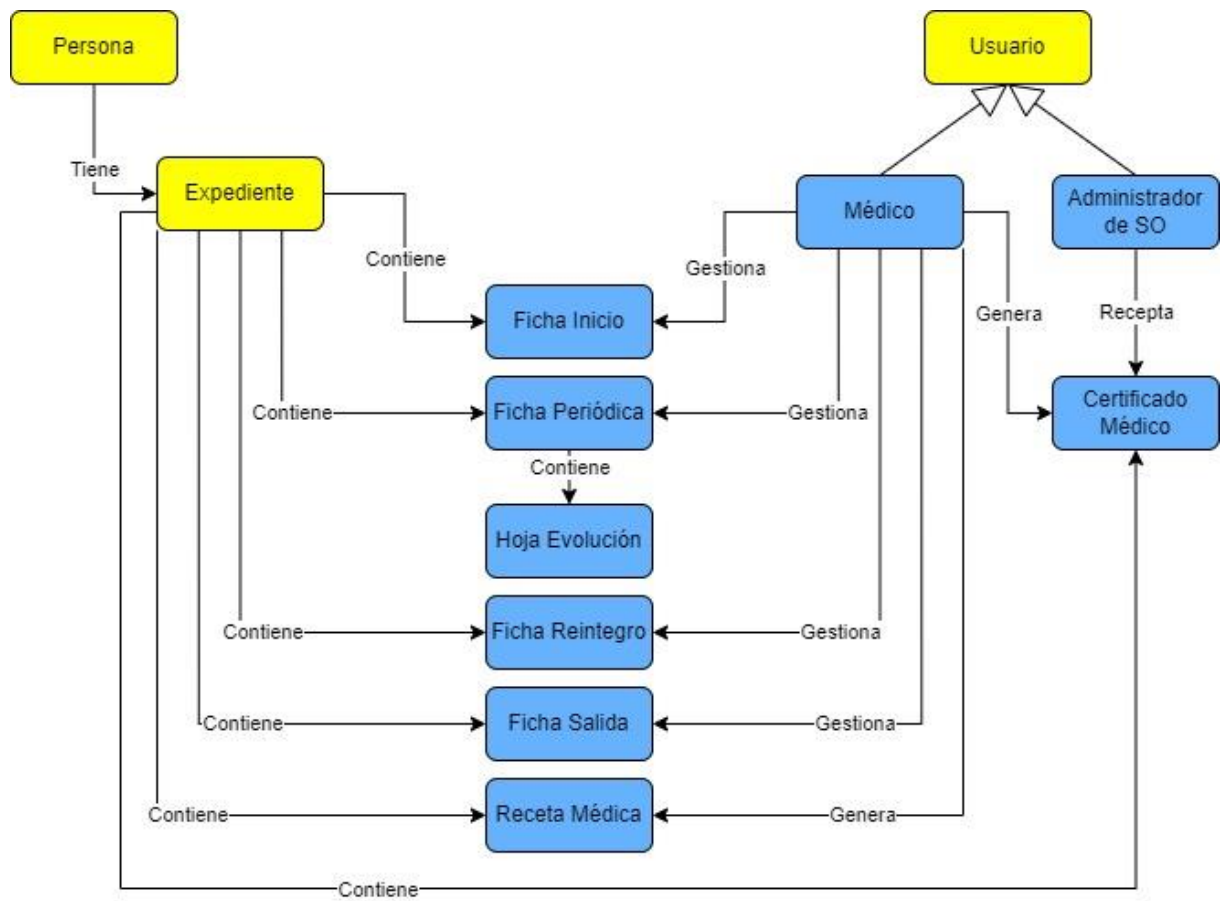 Persona
Usuario
Tiene
Expediente
Médico
Administrador
de SO
Contiene
Gestiona
Ficha Inicio
Genera
Recepta
Contiene
Ficha Periódica
Gestiona
Certificado
Médico
Contiene
Hoja Evolución
Contiene
Ficha Reintegro
Gestiona
Contiene
Ficha Salida
Gestiona
Contiene
Receta Médica
Genera
Contiene